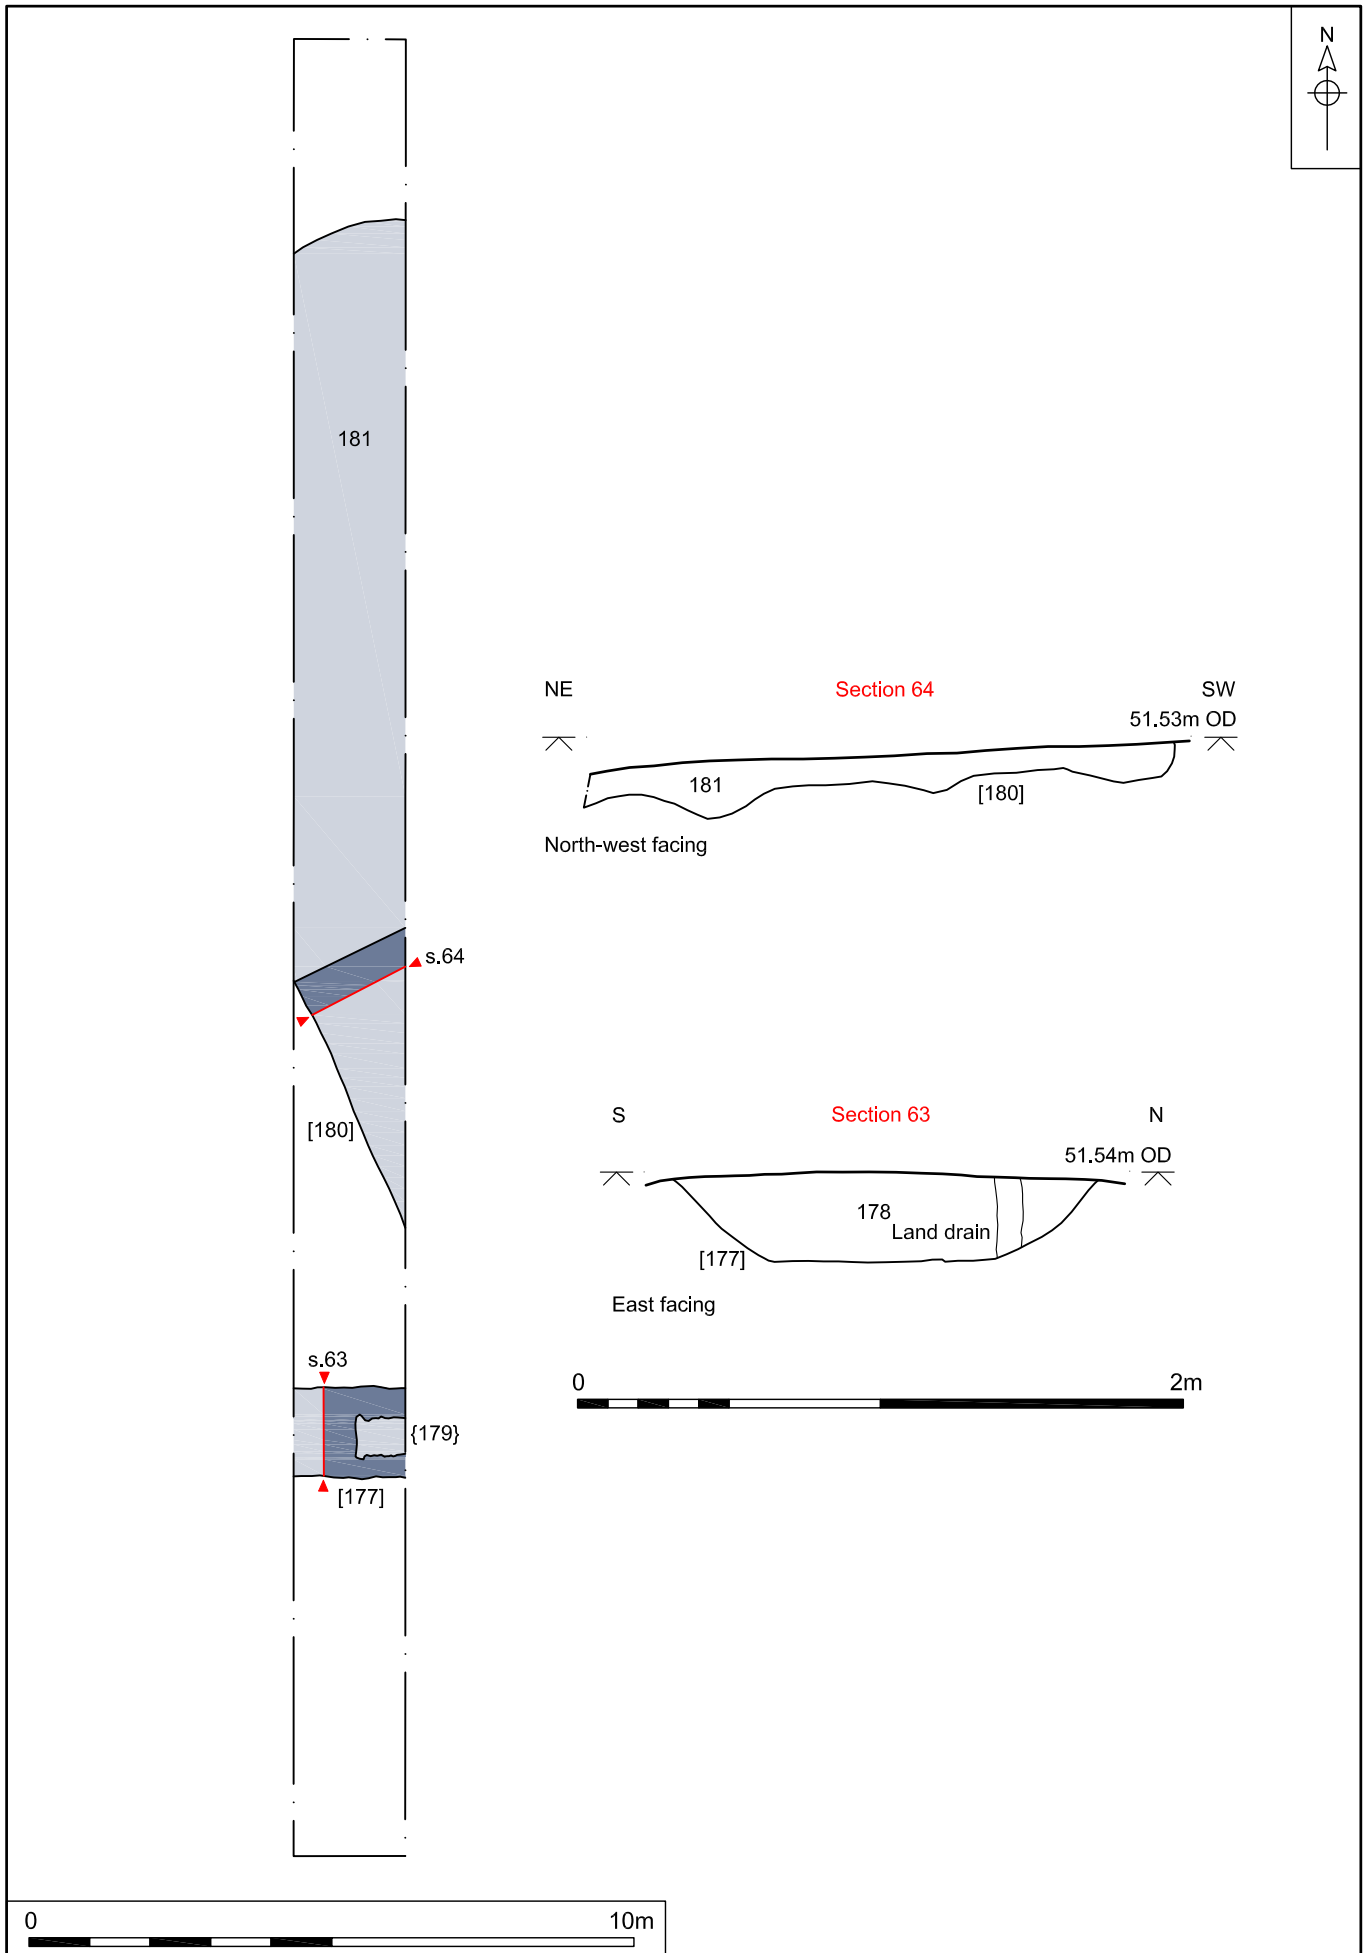 N
181
NE Section 64 SW
51.53m OD
181
[180]
North-west facing
s.64
[180]
S Section 63 N
51.54m OD
178
Land drain
[177]
East facing
s.63
0 2m
{179}
[177]
0 10m